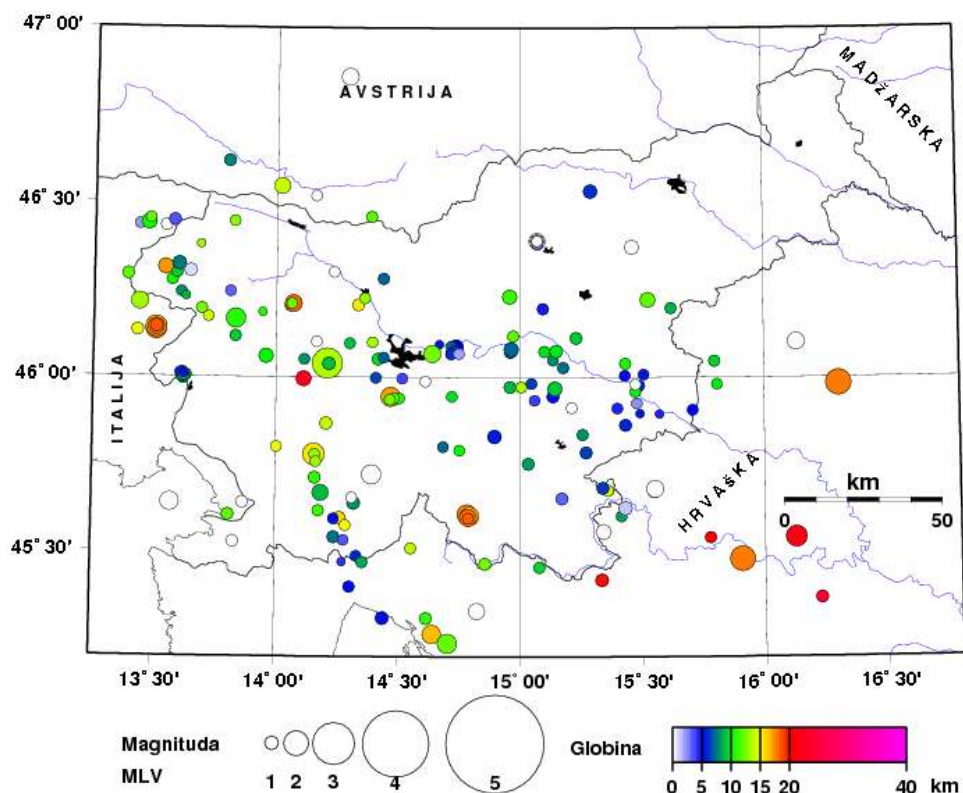 47° 00'
AVSTRIJA
MADžARSKA
46° 30'
46° 00'
ITALIJA
HRVAšKA
km
0 50
45° 30'
13° 30' 14° 00' 14° 30' 15° 00' 15° 30' 16° 00' 16° 30'
Magnituda
MLV
1 2 3 4 5
Globina
0 5 10 15 20 40 km